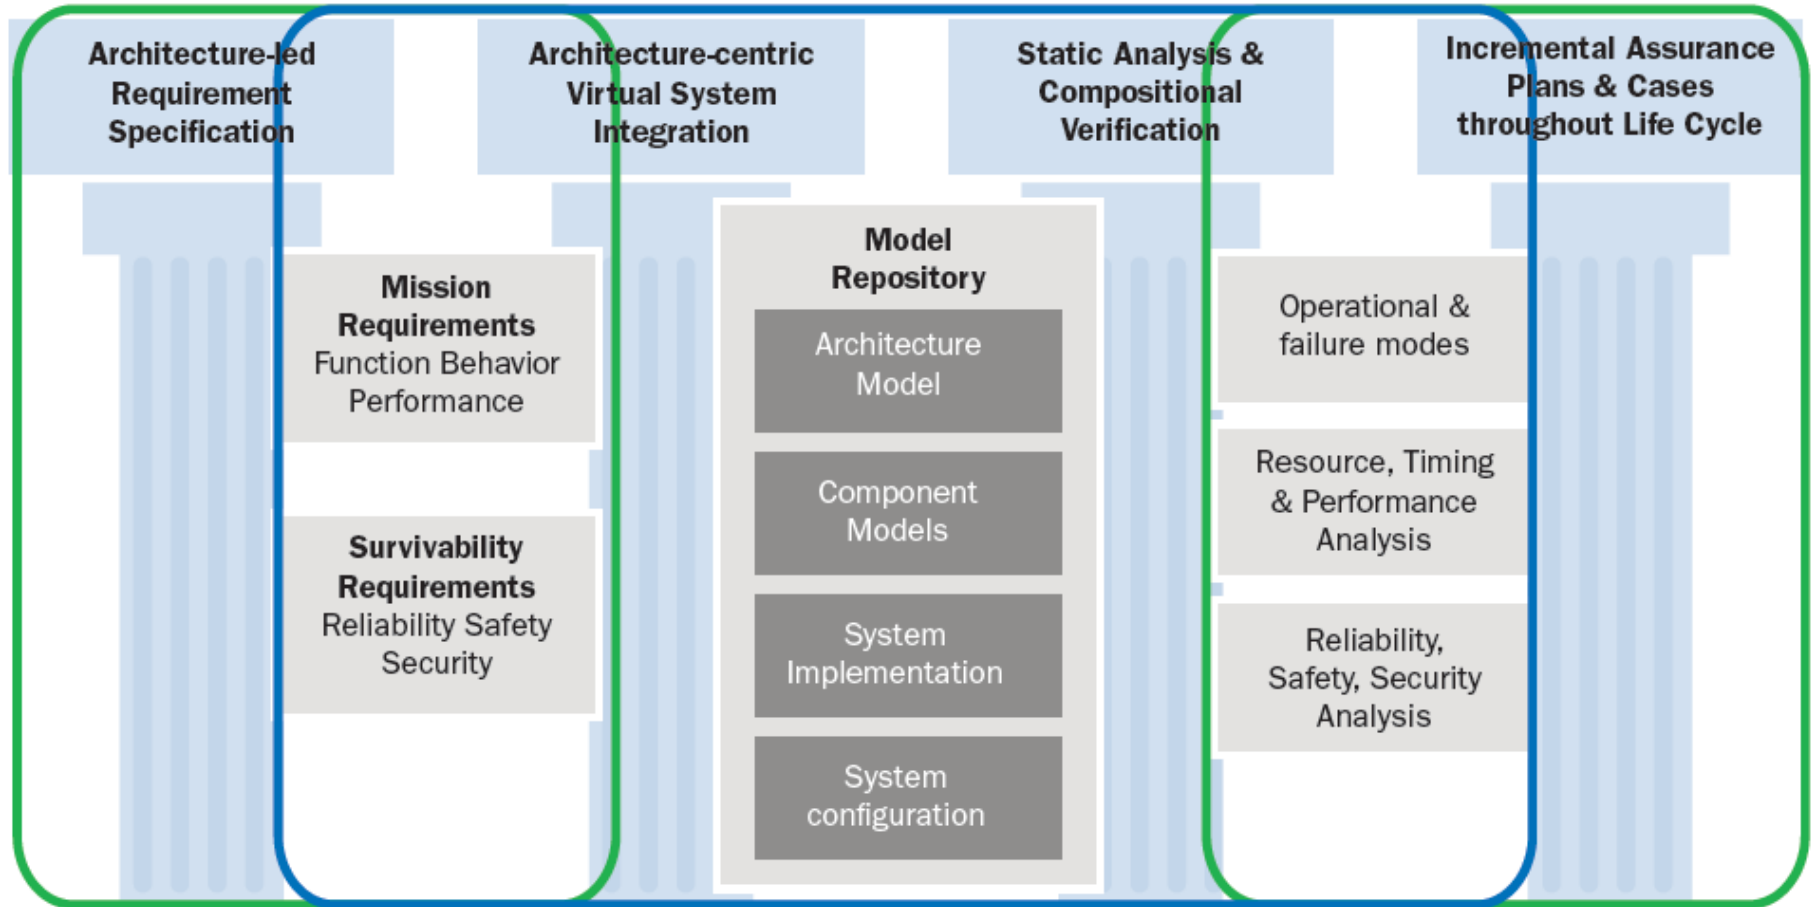 Architecture-led
Requirement
Specification
Architecture-centric
Virtual System
Integration
Static Analysis &
Compositional
Verification
Incremental Assurance
Plans & Cases
throughout Life Cycle
Mission
Requirements
Function Behavior
Performance
Survivability
Requirements
Reliability Safety
Security
Model
Repository
Architecture
Model
Component
Models
System
Implementation
System
configuration
Operational &
failure modes
Resource, Timing
& Performance
Analysis
Reliability,
Safety, Security
Analysis